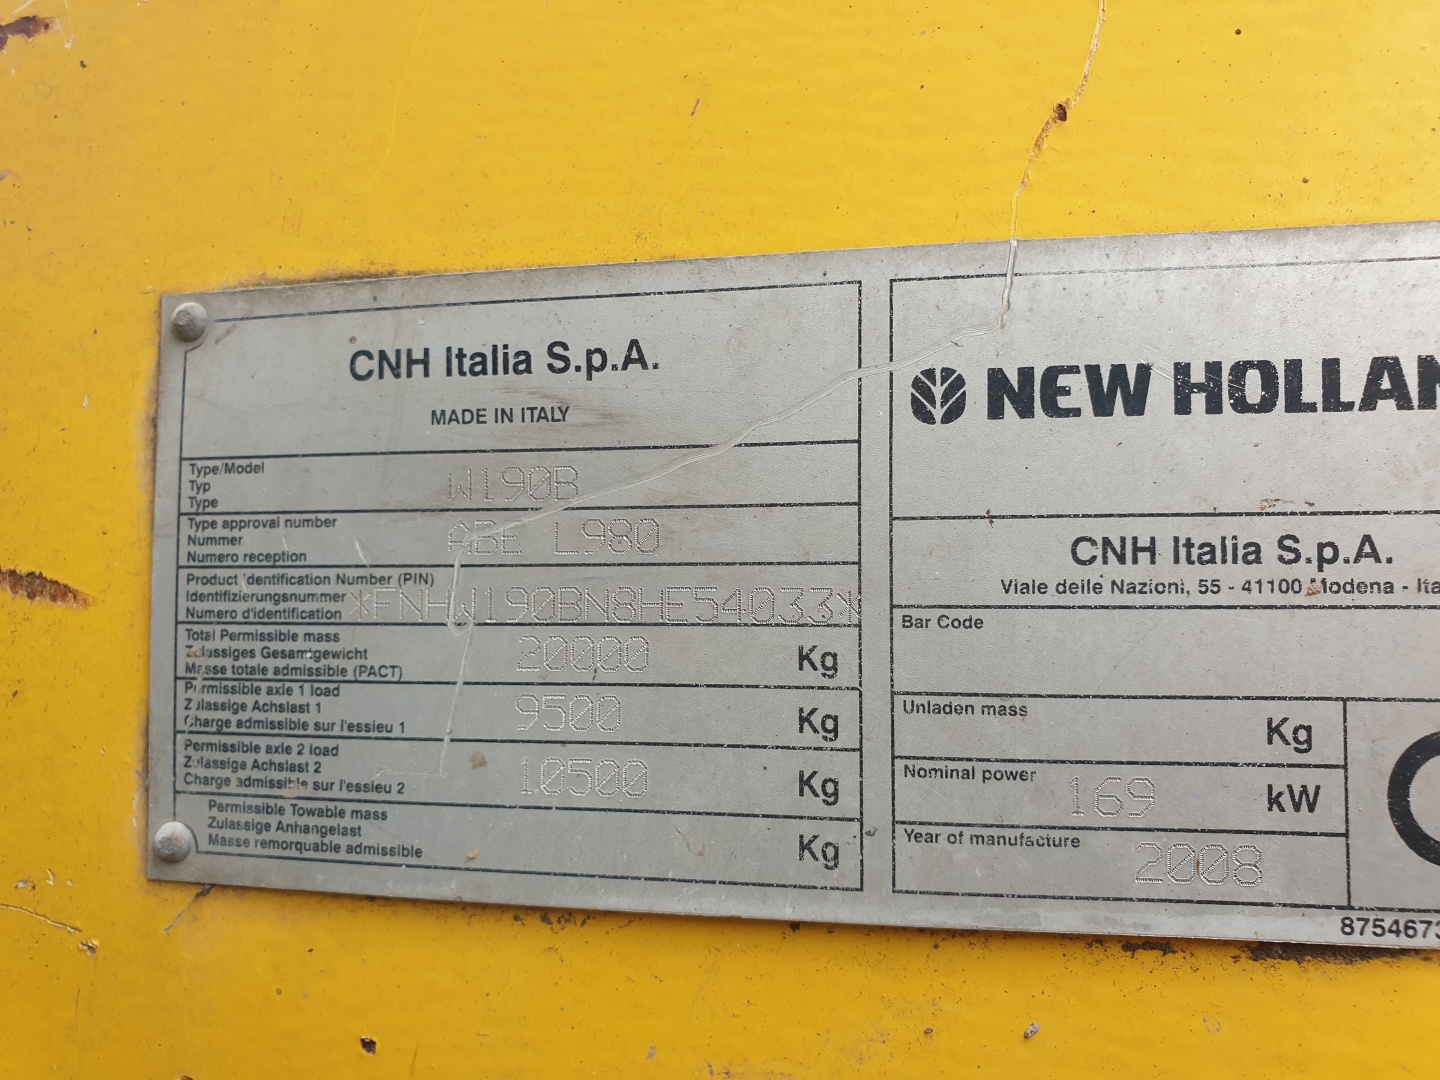 CNH Italia S.p.A.
MADE IN ITALY
Type/Model
Typ
Type
W190B
Type approval number
Nummer
Numero reception
ABE L980
Product Identification Number (PIN)
Identifizierungsnummer
Numero d'identification
*FNHW190BN8HE54033*
Total Permissible mass
Zulassiges Gesamtgewicht
Masse totale admissible (PACT)
20000 Kg
Permissible axle 1 load
Zulassige Achslast 1
Charge admissible sur l'essieu 1
9500 Kg
Permissible axle 2 load
Zulassige Achslast 2
Charge admissible sur l'essieu 2
10500 Kg
Permissible Towable mass
Zulassige Anhangelast
Masse remorquable admissible
Kg
NEW HOLLAN
CNH Italia S.p.A.
Viale delle Nazioni, 55 - 41100 Modena - Ita
Bar Code
Unladen mass
Kg
Nominal power
169 kW
Year of manufacture
2008
8754673